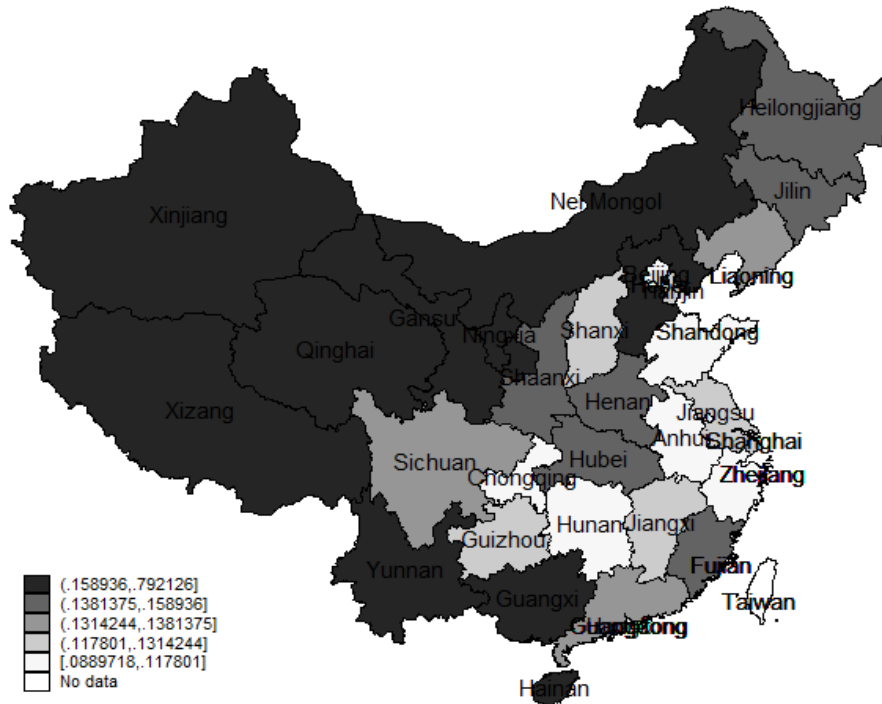 Heilongjiang
Jilin
Nei Mongol
Xinjiang
Beijing
Liaoning
Tianjin
Gansu
Ningxia
Shanxi
Shandong
Qinghai
Shaanxi
Xizang
Henan
Jiangsu
Anhui
Shanghai
Sichuan
Hubei
Chongqing
Zhejiang
Hunan
Jiangxi
Guizhou
Yunnan
Fujian
Guangxi
Taiwan
Hainan
(.158936,.792126]
(.1381375,.158936]
(.1314244,.1381375]
(.117801,.1314244]
[.0889718,.117801]
No data